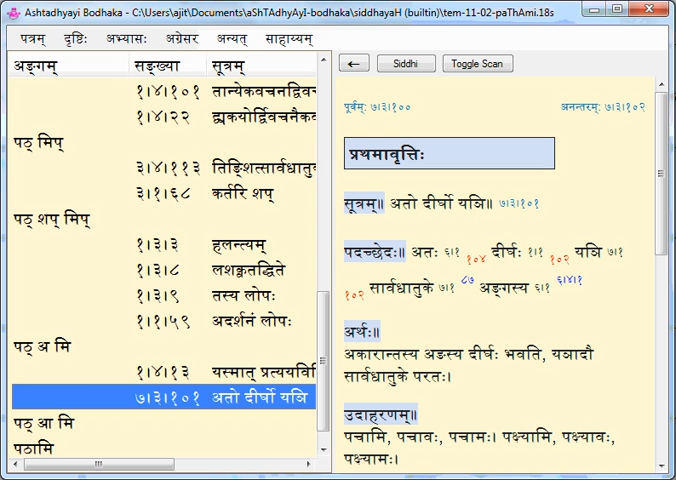 Ashtadhyayi Bodhaka - C:\Users\ajit\Documents\aShTAdhyAyI-bodhaka\siddhayaH (builtin)\tem-11-02-paThAmi.18s
पत्रम् दृष्टिः अभ्यासः अग्रेसर अन्यत् साहाय्यम्
अङ्गम् सङ्ख्या सूत्रम्
१।४।१०१ तान्येकवचनद्विवच
१।४।२२ द्व्येकयोर्द्विवचनैक
पठ् मिप्
३।४।११३ तिङ्शित्सार्वधातु
३।१।६८ कर्तरि शप्
पठ् शप् मिप्
१।३।३ हलन्त्यम्
१।३।८ लशक्वतद्धिते
१।३।९ तस्य लोपः
१।१।५९ अदर्शनं लोपः
पठ् अ मि
१।४।१३ यस्मात् प्रत्ययवि
७।३।१०१ अतो दीर्घो यञि
पठ् आ मि
पठामि
← Siddhi Toggle Scan
पूर्वम्: ७।३।१०० अनन्तरम्: ७।३।१०२
प्रथमावृत्तिः
सूत्रम्॥ अतो दीर्घो यञि॥ ७।३।१०१
पदच्छेदः॥ अतः ६।१ १०४ दीर्घः १।१ १०२ यञि ७।१
१०२ सार्वधातुके ७।१ ८७ अङ्गस्य ६।१ ६।४।१
अर्थः॥
अकारान्तस्य अङस्य दीर्घः भवति, यञादौ
सार्वधातुके परतः।
उदाहरणम्॥
पचामि, पचावः, पचामः। पक्ष्यामि, पक्ष्यावः,
पक्ष्यामः।